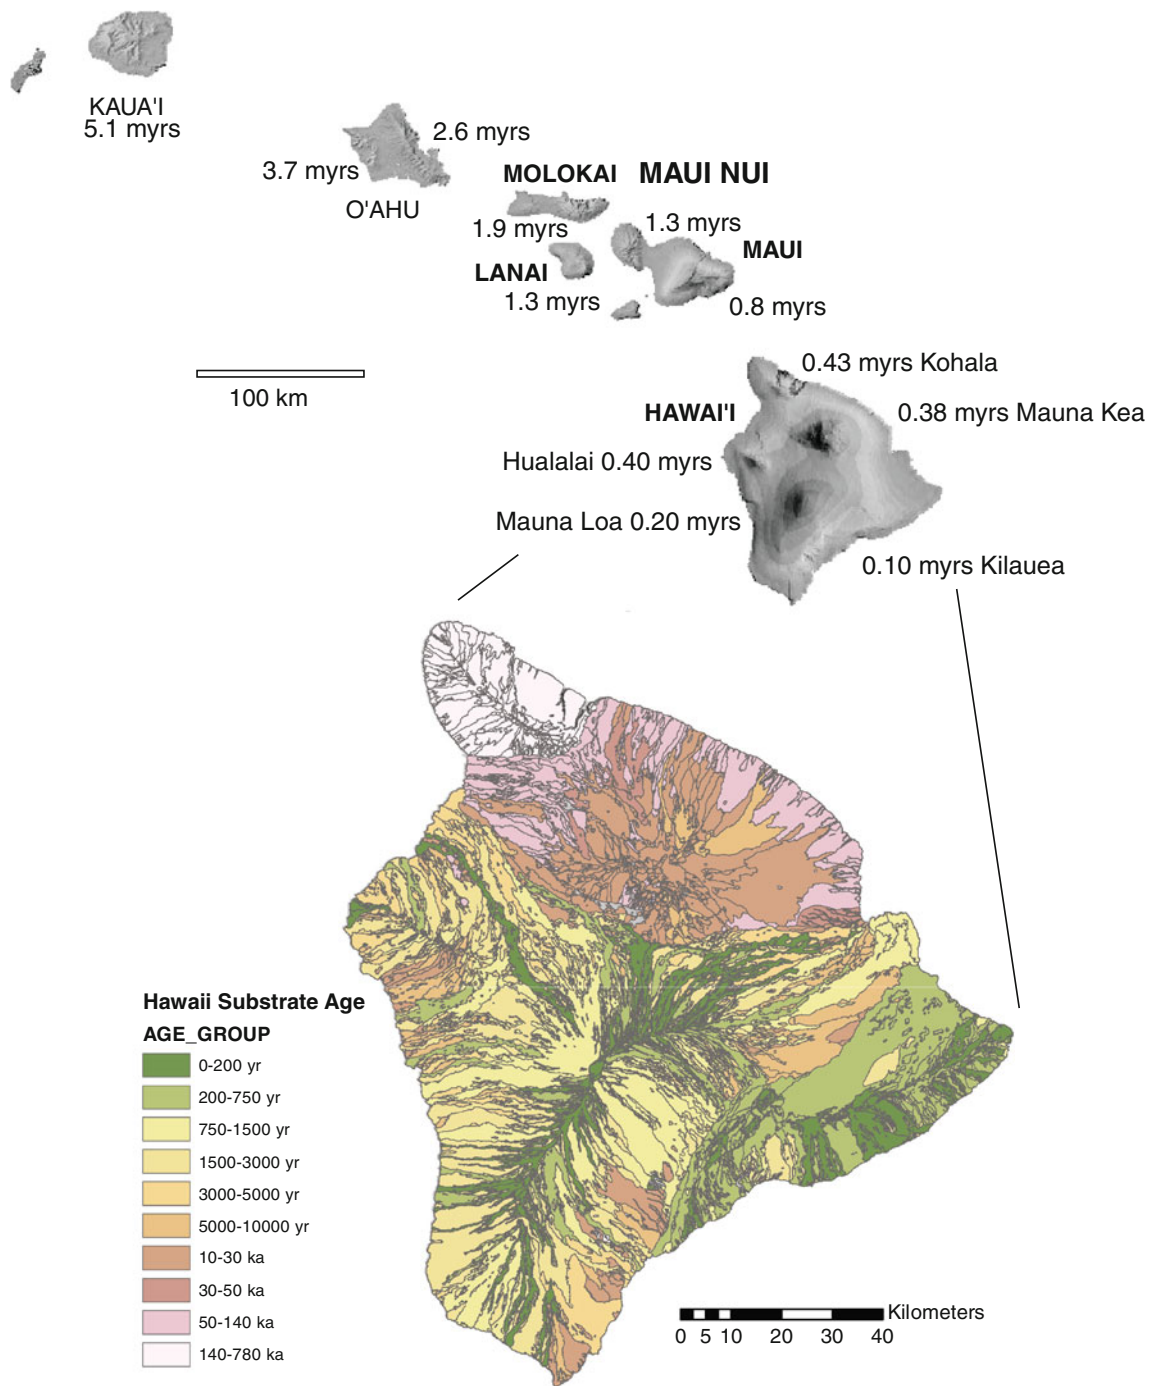 KAUA'I
5.1 myrs
2.6 myrs
3.7 myrs
O'AHU
MOLOKAI
MAUI NUI
1.9 myrs
1.3 myrs
MAUI
LANAI
1.3 myrs
0.8 myrs
100 km
0.43 myrs Kohala
HAWAI'I
0.38 myrs Mauna Kea
Hualalai 0.40 myrs
Mauna Loa 0.20 myrs
0.10 myrs Kilauea
Hawaii Substrate Age
AGE_GROUP
0-200 yr
200-750 yr
750-1500 yr
1500-3000 yr
3000-5000 yr
5000-10000 yr
10-30 ka
30-50 ka
50-140 ka
140-780 ka
Kilometers
0 5 10 20 30 40